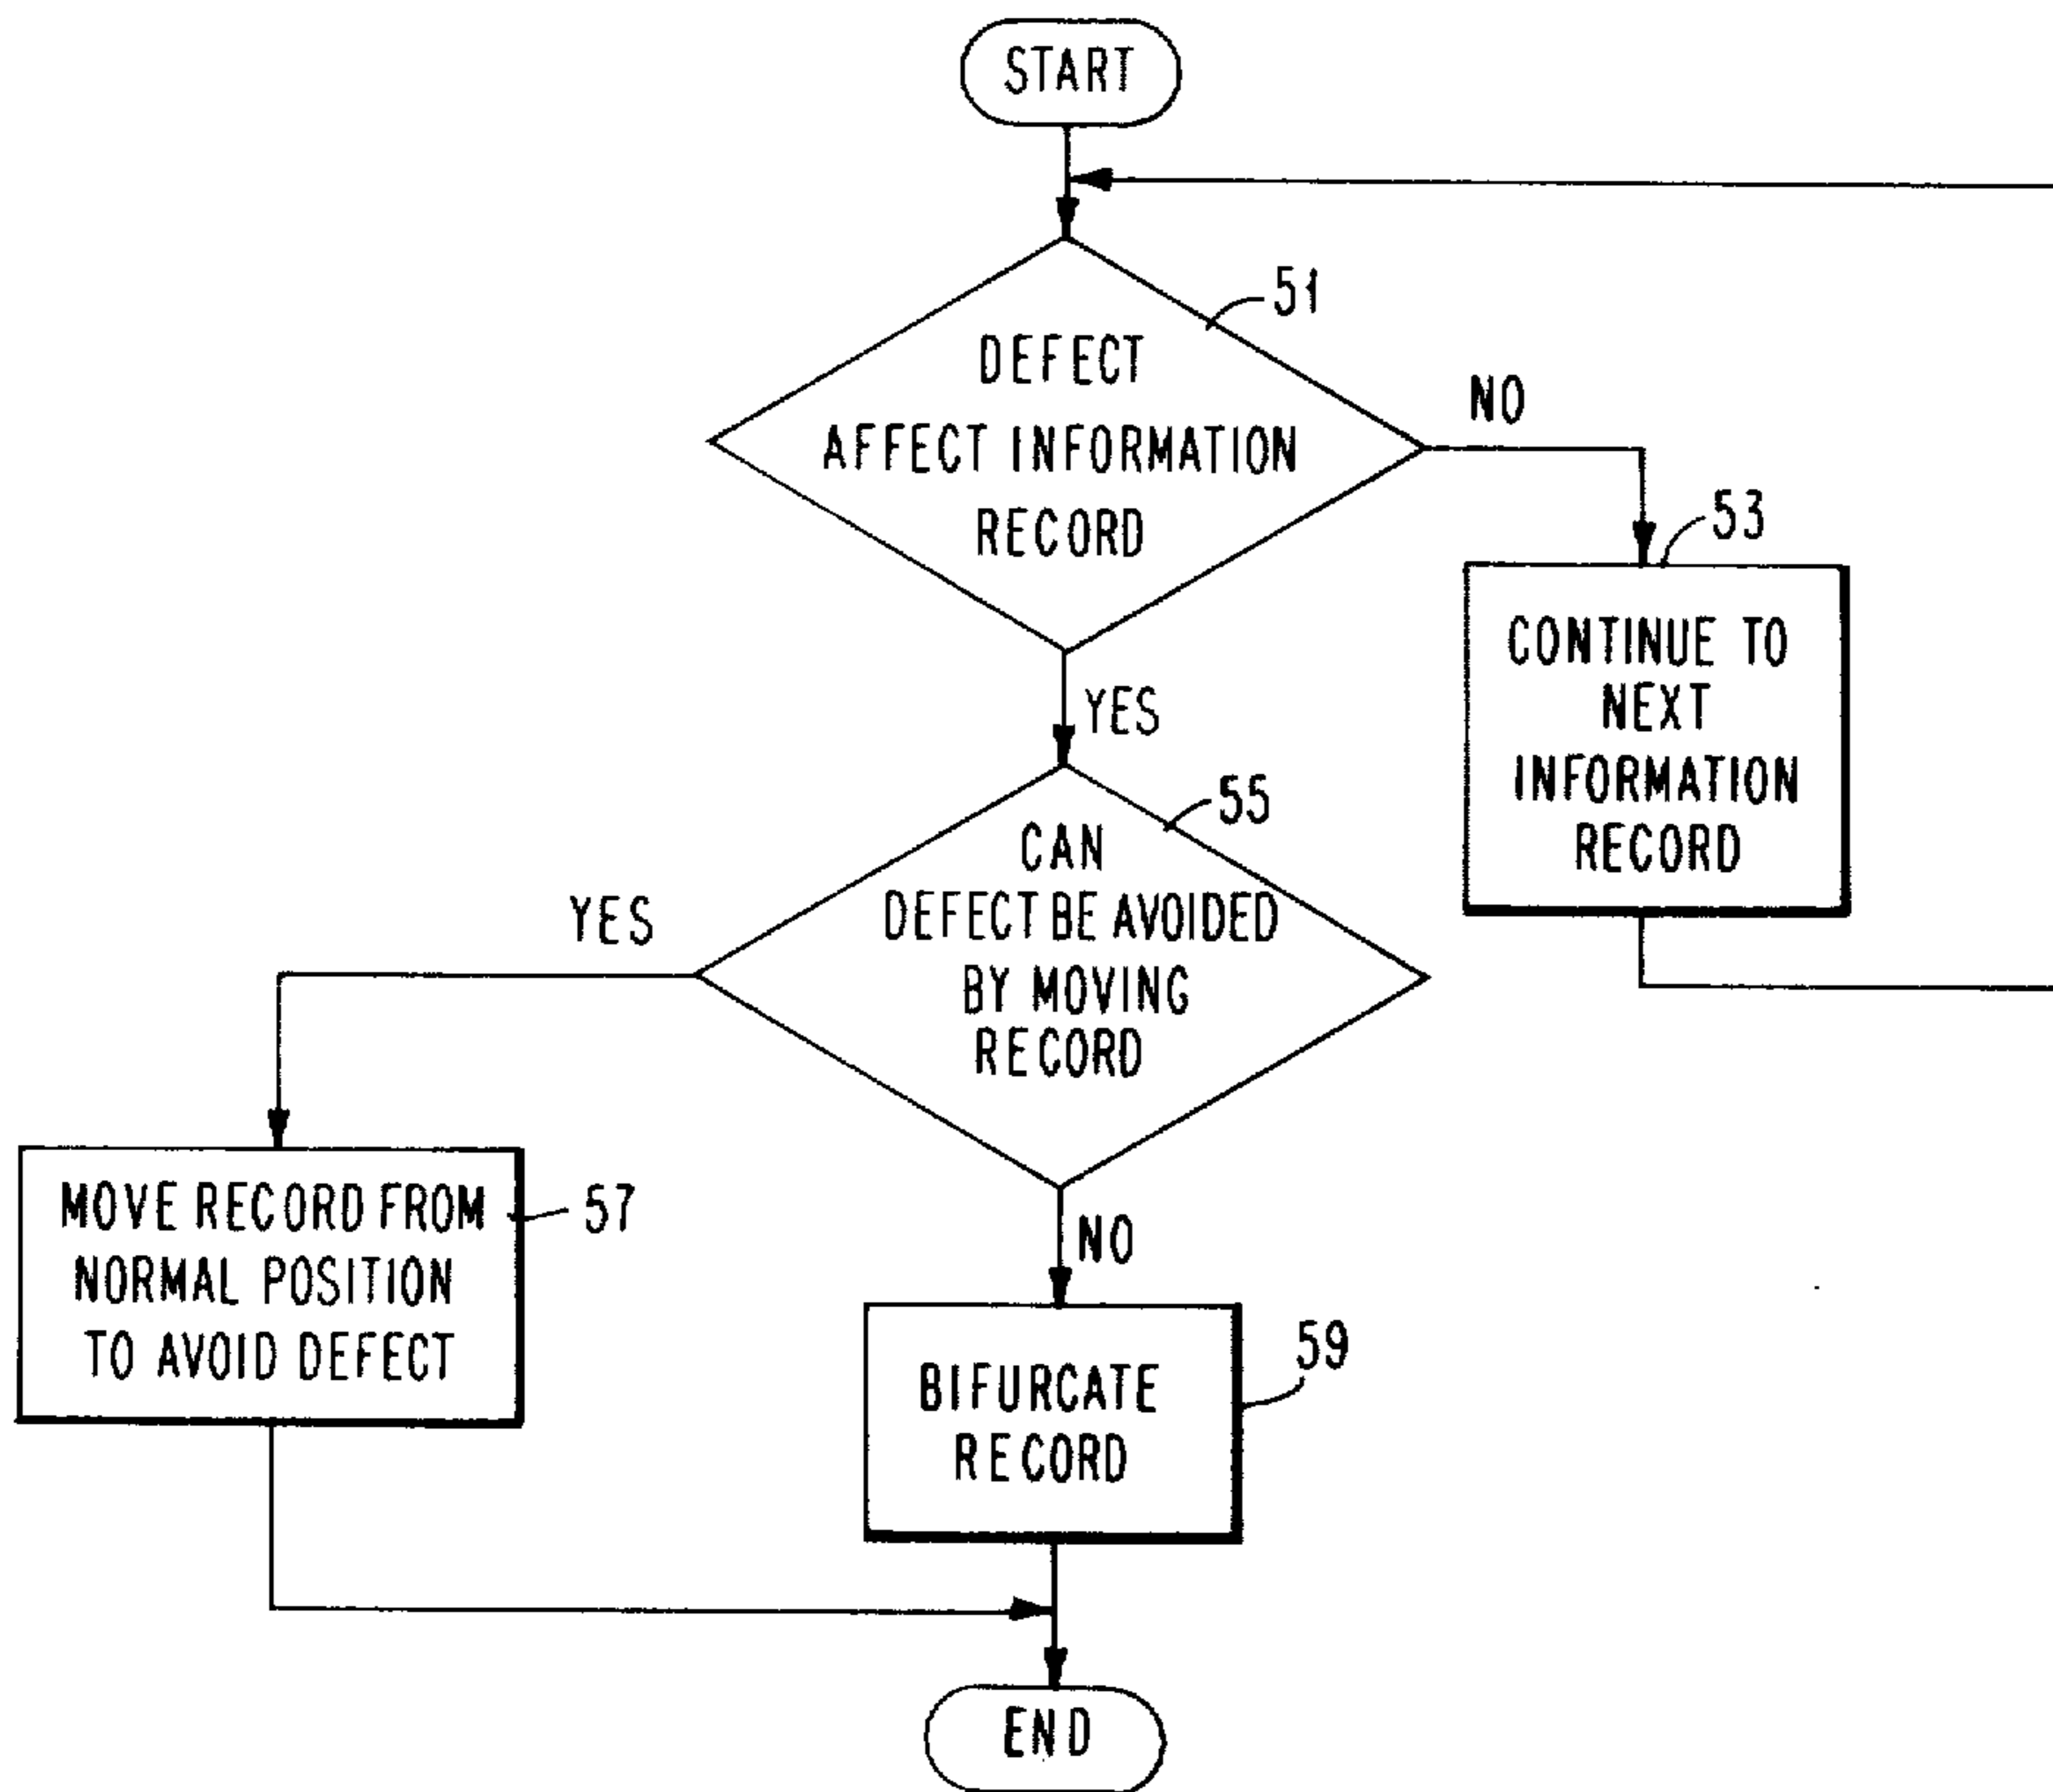 START
51
DEFECT
AFFECT INFORMATION
RECORD
NO
53
CONTINUE TO
NEXT
INFORMATION
RECORD
YES
55
CAN
DEFECT BE AVOIDED
BY MOVING
RECORD
YES
MOVE RECORD FROM
NORMAL POSITION
TO AVOID DEFECT
57
NO
59
BIFURCATE
RECORD
END